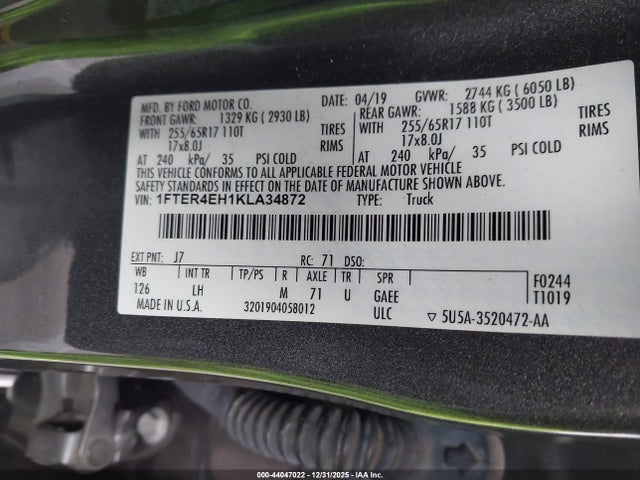 MFD. BY FORD MOTOR CO. DATE: 04/19 GVWR: 2744 KG ( 6050 LB)
FRONT GAWR: 1329 KG ( 2930 LB) REAR GAWR: 1588 KG ( 3500 LB)
WITH 255/65R17 110T TIRES WITH 255/65R17 110T TIRES
17x8.0J RIMS 17x8.0J RIMS
AT 240 kPa/ 35 PSI COLD AT 240 kPa/ 35 PSI COLD
THIS VEHICLE CONFORMS TO ALL APPLICABLE FEDERAL MOTOR VEHICLE
SAFETY STANDARDS IN EFFECT ON THE DATE OF MANUFACTURE SHOWN ABOVE.
VIN: 1FTER4EH1KLA34872 TYPE: Truck
EXT PNT: J7 RC: 71 DSO:
WB INT TR TP/PS R AXLE TR SPR F0244
126 LH M 71 U GAEE T1019
MADE IN U.S.A. 3201904058012 ULC ▽ 5U5A-3520472-AA
000-44047022 - 12/31/2025 - IAA Inc.